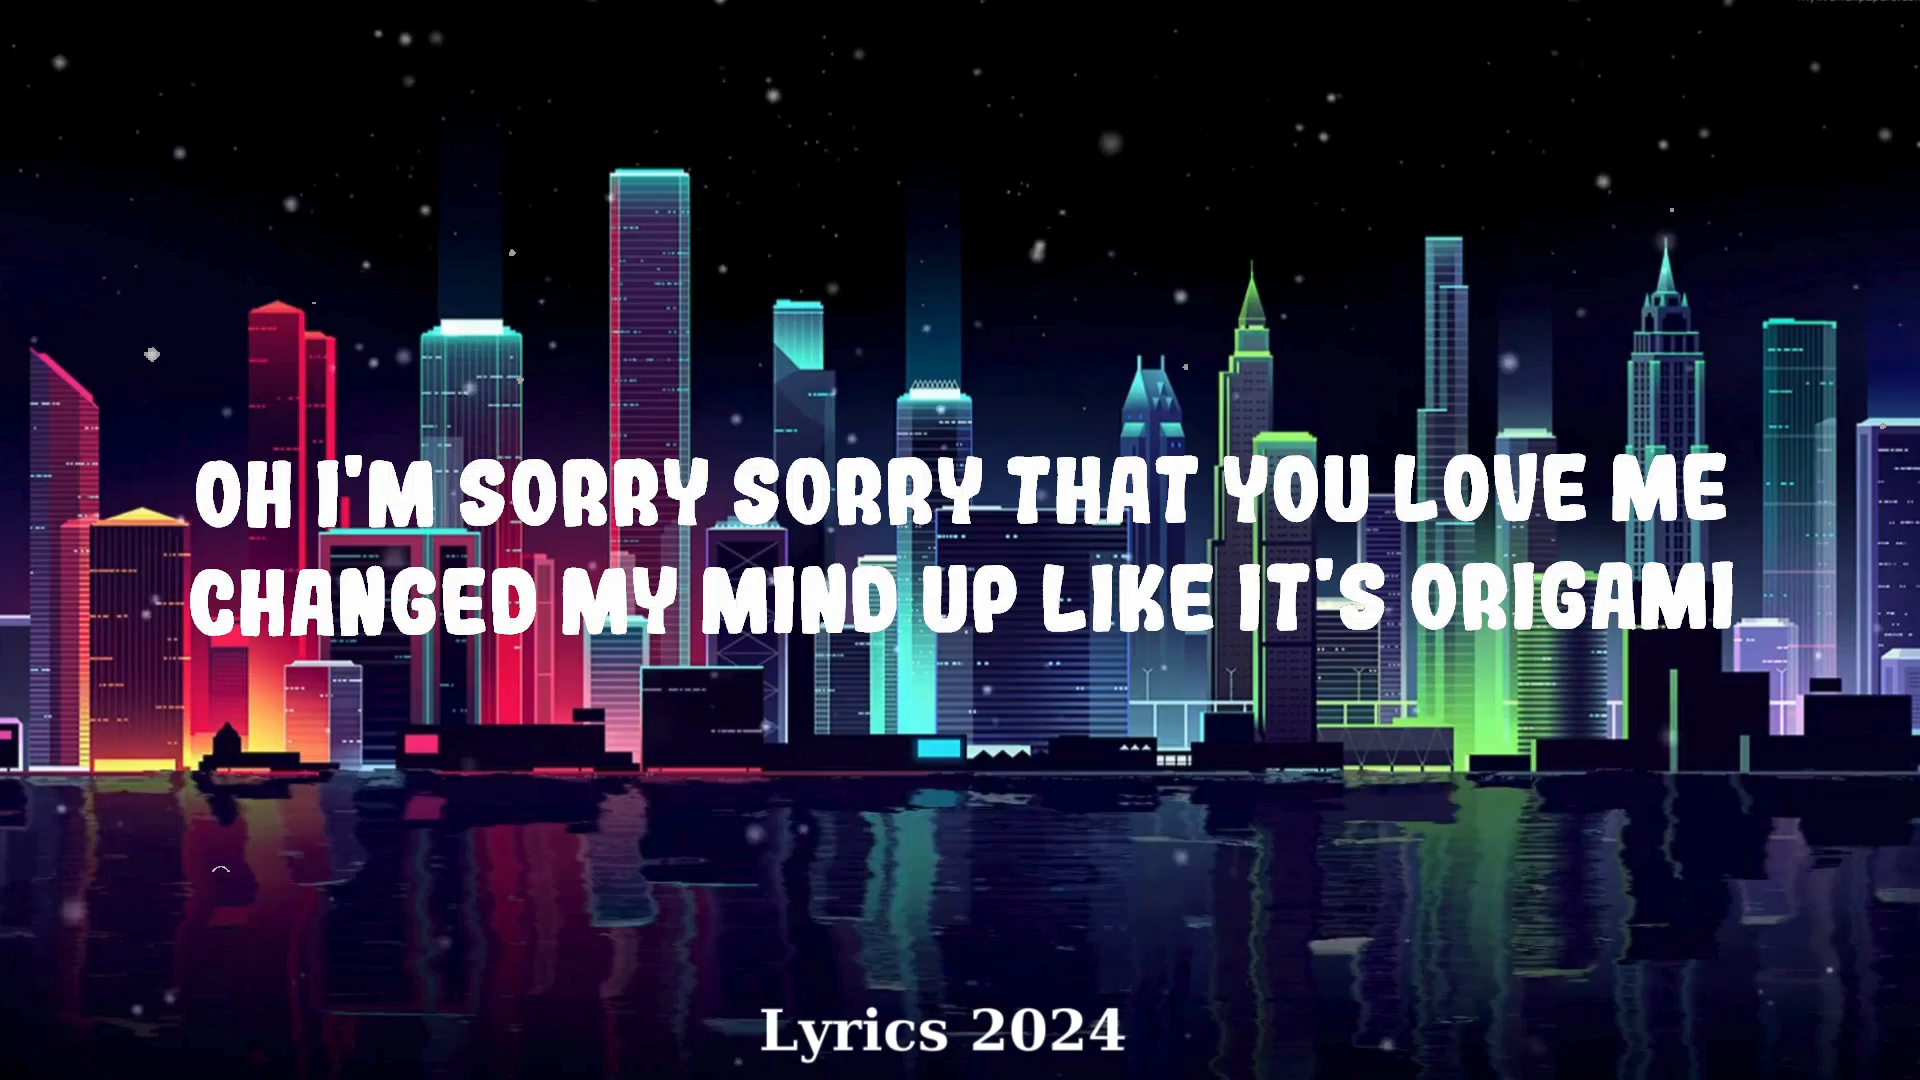 OH I'M SORRY SORRY THAT YOU LOVE ME
CHANGED MY MIND UP LIKE IT'S ORIGAMI
Lyrics 2024